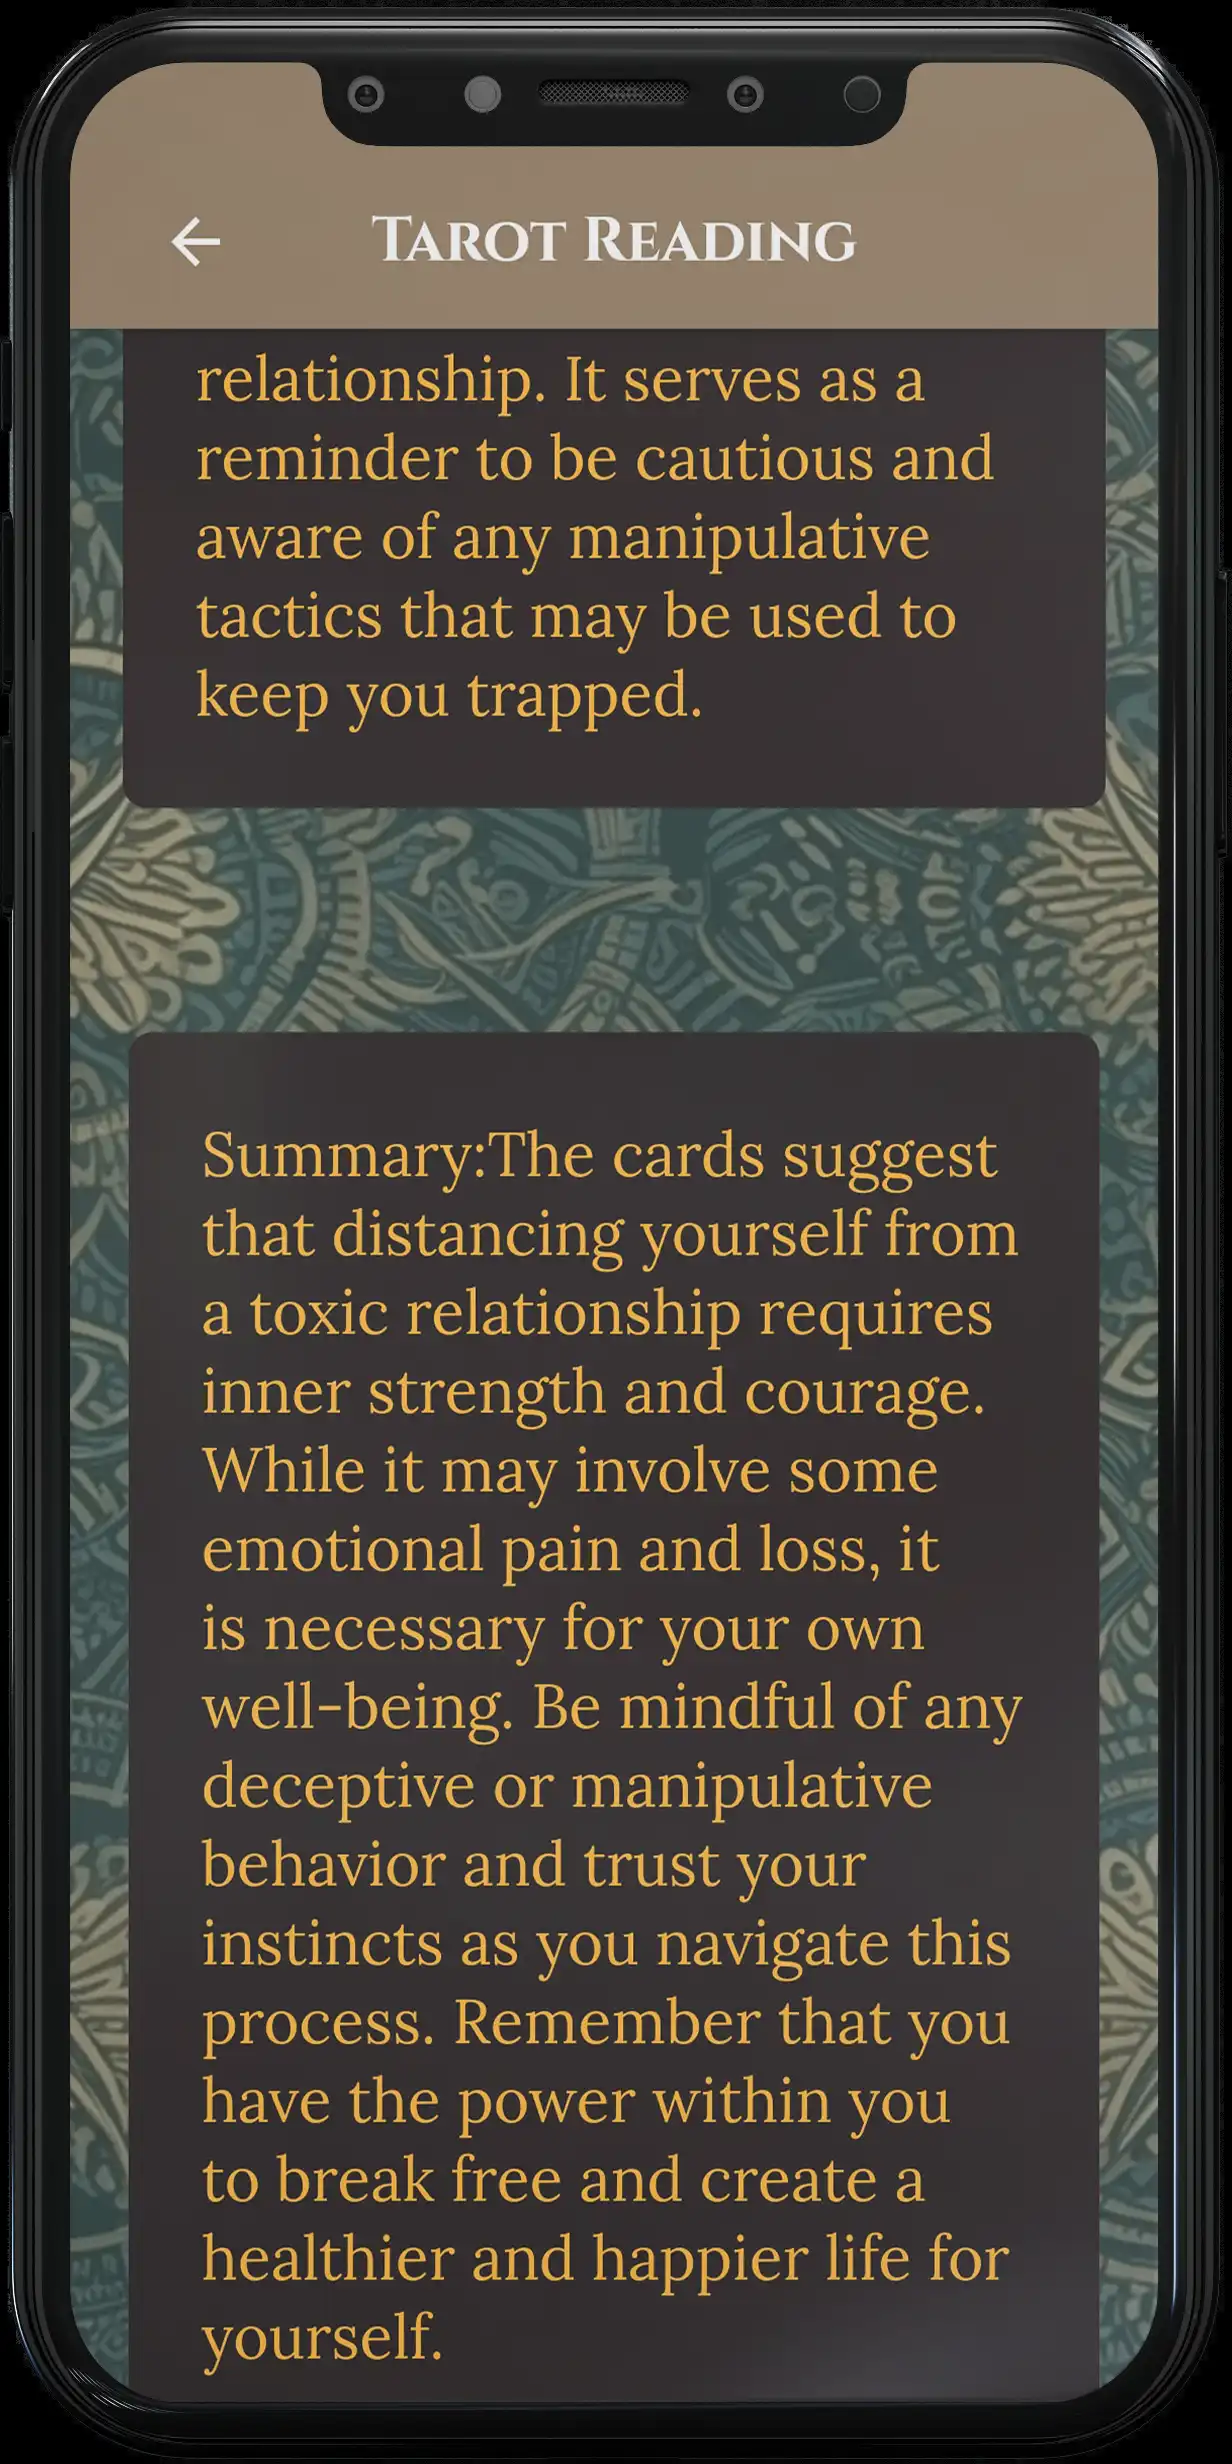 TAROT READING
relationship. It serves as a
reminder to be cautious and
aware of any manipulative
tactics that may be used to
keep you trapped.
Summary:The cards suggest
that distancing yourself from
a toxic relationship requires
inner strength and courage.
While it may involve some
emotional pain and loss, it
is necessary for your own
well-being. Be mindful of any
deceptive or manipulative
behavior and trust your
instincts as you navigate this
process. Remember that you
have the power within you
to break free and create a
healthier and happier life for
yourself.